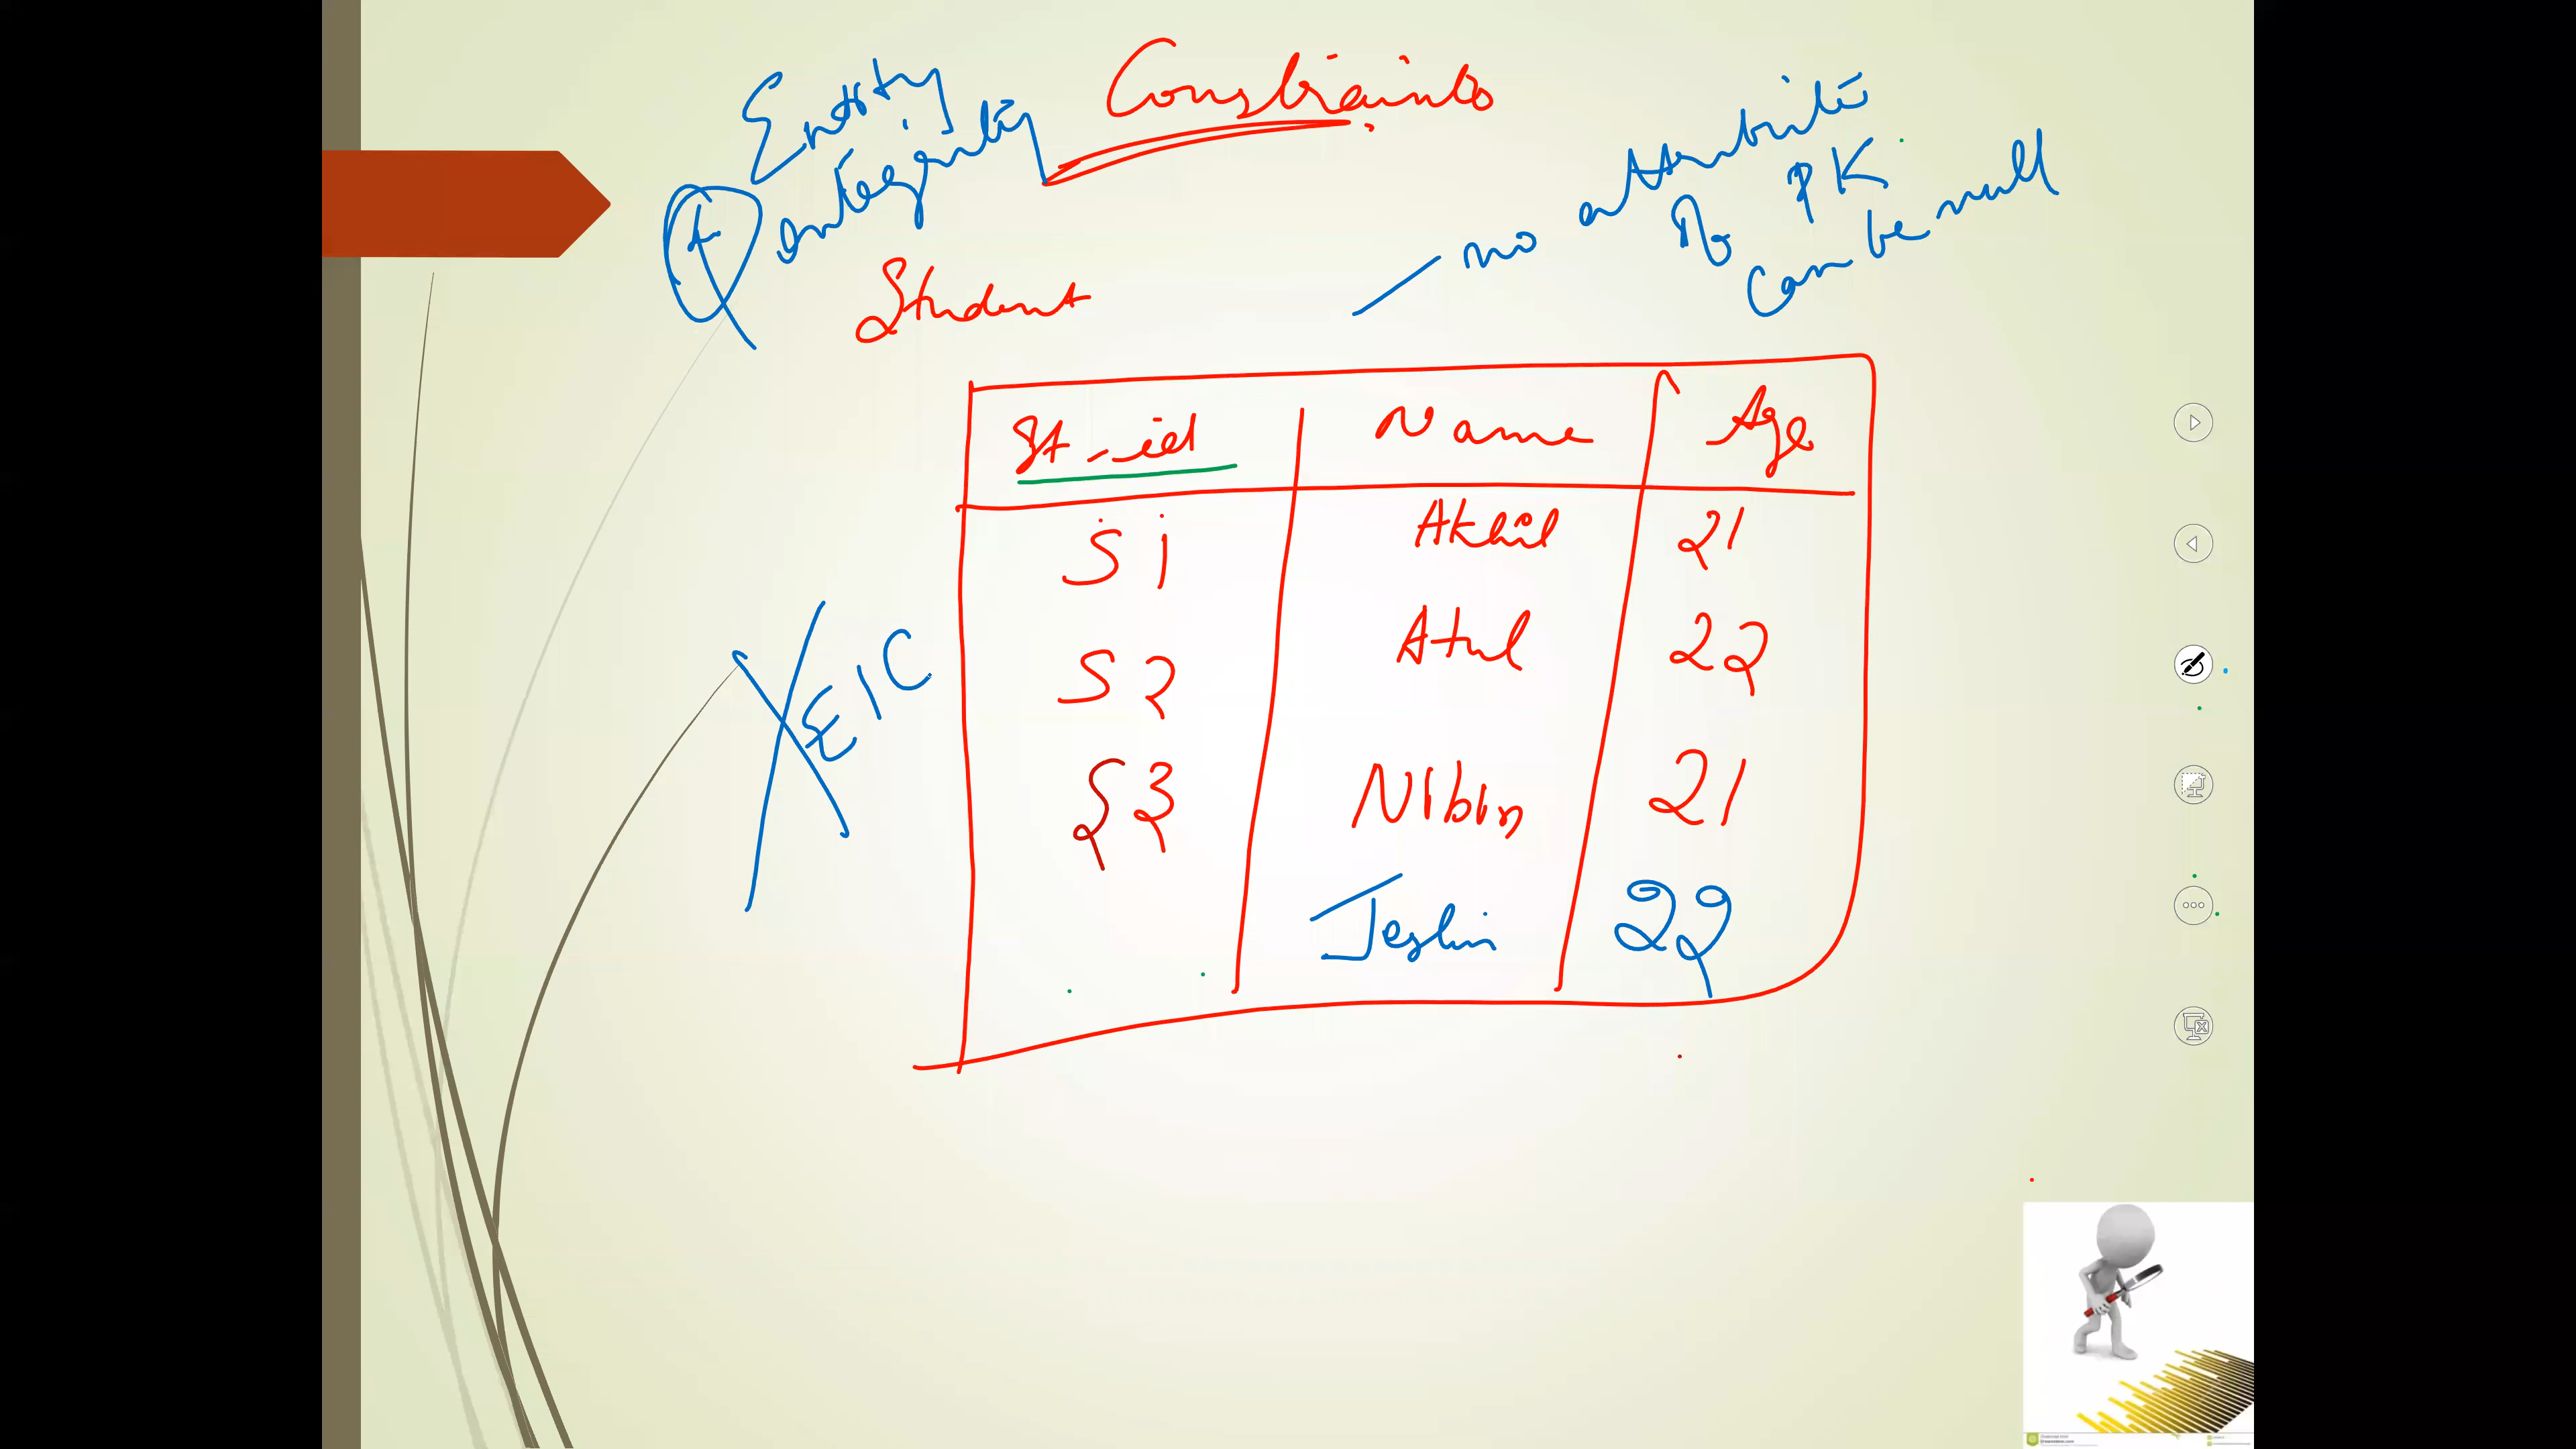 Constraints
Entity
integrity
no attribute
of PK
can be null
Student
St_id Name Age
S1 Akhil 21
S2 Atul 22
S3 Nibin 21
Jeslin 22
EIC